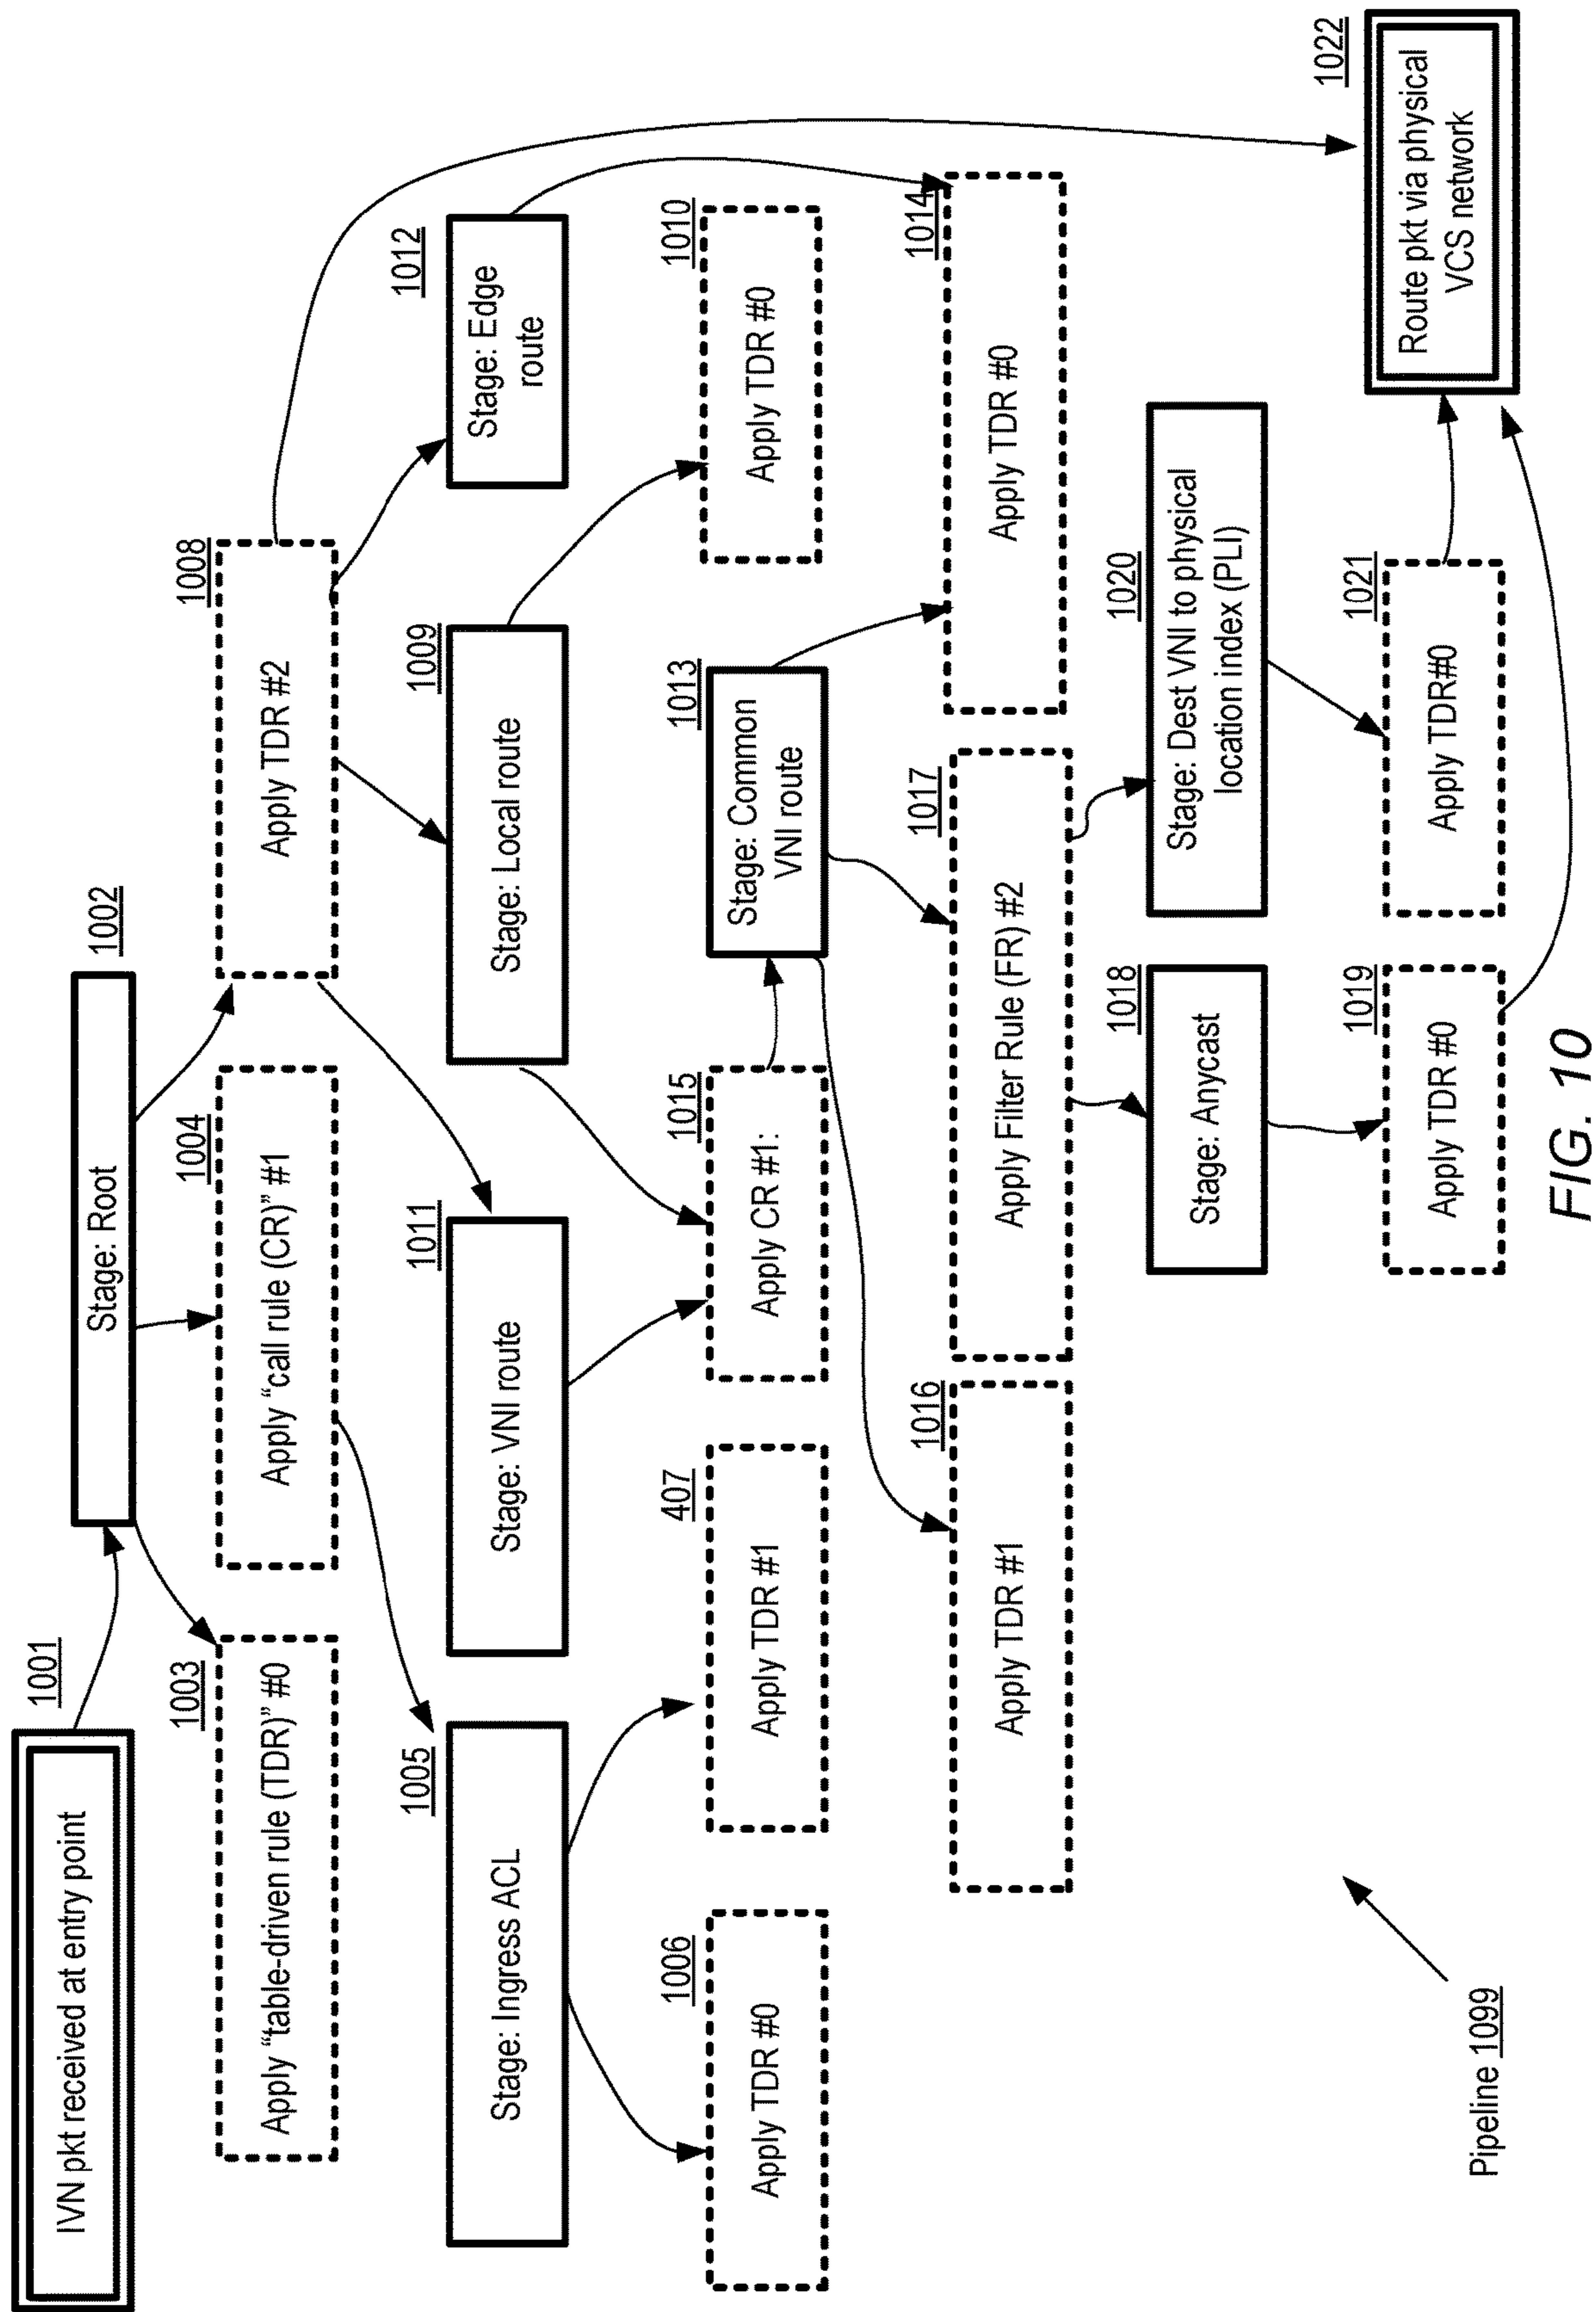 IVN pkt received at entry point
1001
Stage: Root
1002
Apply “table-driven rule (TDR)” #0
1003
Apply “call rule (CR)” #1
1004
Apply TDR #2
1008
Stage: Ingress ACL
1005
Stage: VNI route
1011
Stage: Local route
1009
Stage: Edge
route
1012
Apply TDR #0
1006
Apply TDR #1
407
Apply CR #1:
1015
Stage: Common
VNI route
1013
Apply TDR #0
1010
Apply TDR #1
1016
Apply Filter Rule (FR) #2
1017
Apply TDR #0
1014
Stage: Anycast
1018
Stage: Dest VNI to physical
location index (PLI)
1020
Apply TDR #0
1019
Apply TDR#0
1021
Route pkt via physical
VCS network
1022
Pipeline 1099
FIG. 10